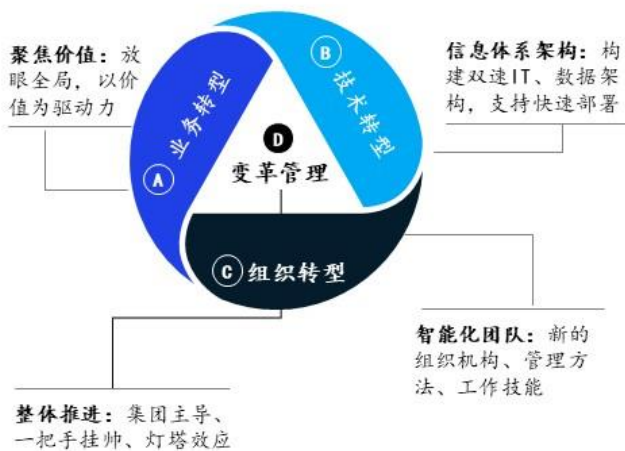 聚焦价值：放
眼全局，以价
值为驱动力
A 业务转型
B 技术转型
信息体系架构：构
建双速IT、数据架
构，支持快速部署
D
变革管理
C 组织转型
智能化团队：新的
组织机构、管理方
法、工作技能
整体推进：集团主导、
一把手挂帅、灯塔效应